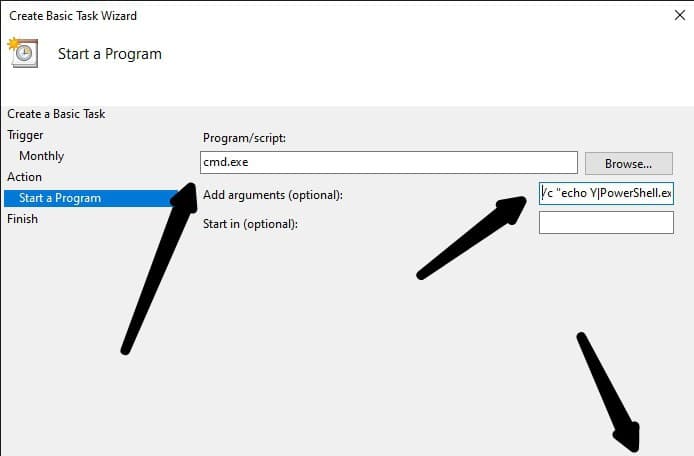 Create Basic Task Wizard
Start a Program
Create a Basic Task
Trigger
Monthly
Action
Start a Program
Finish
Program/script:
cmd.exe
Browse...
Add arguments (optional):
/c "echo Y|PowerShell.ex
Start in (optional):